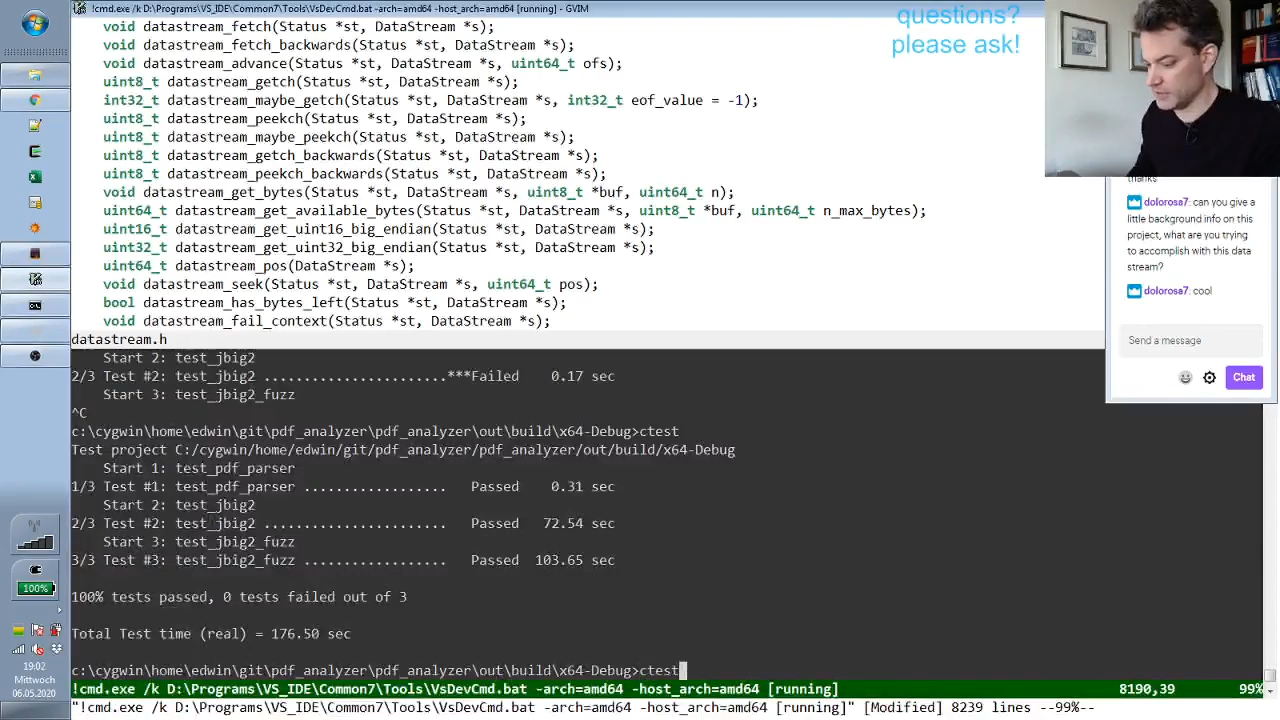 !cmd.exe /k D:\Programs\VS_IDE\Common7\Tools\VsDevCmd.bat -arch=amd64 -host_arch=amd64 [running] - GVIM
void datastream_fetch(Status *st, DataStream *s);
void datastream_fetch_backwards(Status *st, DataStream *s);
void datastream_advance(Status *st, DataStream *s, uint64_t ofs);
uint8_t datastream_getch(Status *st, DataStream *s);
int32_t datastream_maybe_getch(Status *st, DataStream *s, int32_t eof_value = -1);
uint8_t datastream_peekch(Status *st, DataStream *s);
uint8_t datastream_maybe_peekch(Status *st, DataStream *s);
uint8_t datastream_getch_backwards(Status *st, DataStream *s);
uint8_t datastream_peekch_backwards(Status *st, DataStream *s);
void datastream_get_bytes(Status *st, DataStream *s, uint8_t *buf, uint64_t n);
uint64_t datastream_get_available_bytes(Status *st, DataStream *s, uint8_t *buf, uint64_t n_max_bytes);
uint16_t datastream_get_uint16_big_endian(Status *st, DataStream *s);
uint32_t datastream_get_uint32_big_endian(Status *st, DataStream *s);
uint64_t datastream_pos(DataStream *s);
void datastream_seek(Status *st, DataStream *s, uint64_t pos);
bool datastream_has_bytes_left(Status *st, DataStream *s);
void datastream_fail_context(Status *st, DataStream *s);
datastream.h
Start 2: test_jbig2
2/3 Test #2: test_jbig2 .......................***Failed 0.17 sec
Start 3: test_jbig2_fuzz
^C
c:\cygwin\home\edwin\git\pdf_analyzer\pdf_analyzer\out\build\x64-Debug>ctest
Test project C:/cygwin/home/edwin/git/pdf_analyzer/pdf_analyzer/out/build/x64-Debug
Start 1: test_pdf_parser
1/3 Test #1: test_pdf_parser .................. Passed 0.31 sec
Start 2: test_jbig2
2/3 Test #2: test_jbig2 ....................... Passed 72.54 sec
Start 3: test_jbig2_fuzz
3/3 Test #3: test_jbig2_fuzz .................. Passed 103.65 sec
100% tests passed, 0 tests failed out of 3
Total Test time (real) = 176.50 sec
c:\cygwin\home\edwin\git\pdf_analyzer\pdf_analyzer\out\build\x64-Debug>ctest
!cmd.exe /k D:\Programs\VS_IDE\Common7\Tools\VsDevCmd.bat -arch=amd64 -host_arch=amd64 [running] 8190,39 99%
"!cmd.exe /k D:\Programs\VS_IDE\Common7\Tools\VsDevCmd.bat -arch=amd64 -host_arch=amd64 [running]" [Modified] 8239 lines --99%--
questions?
please ask!
thanks
dolorosa7: can you give a
little background info on this
project, what are you trying
to accomplish with this data
stream?
dolorosa7: cool
Send a message
Chat
100%
19:02
Mittwoch
06.05.2020